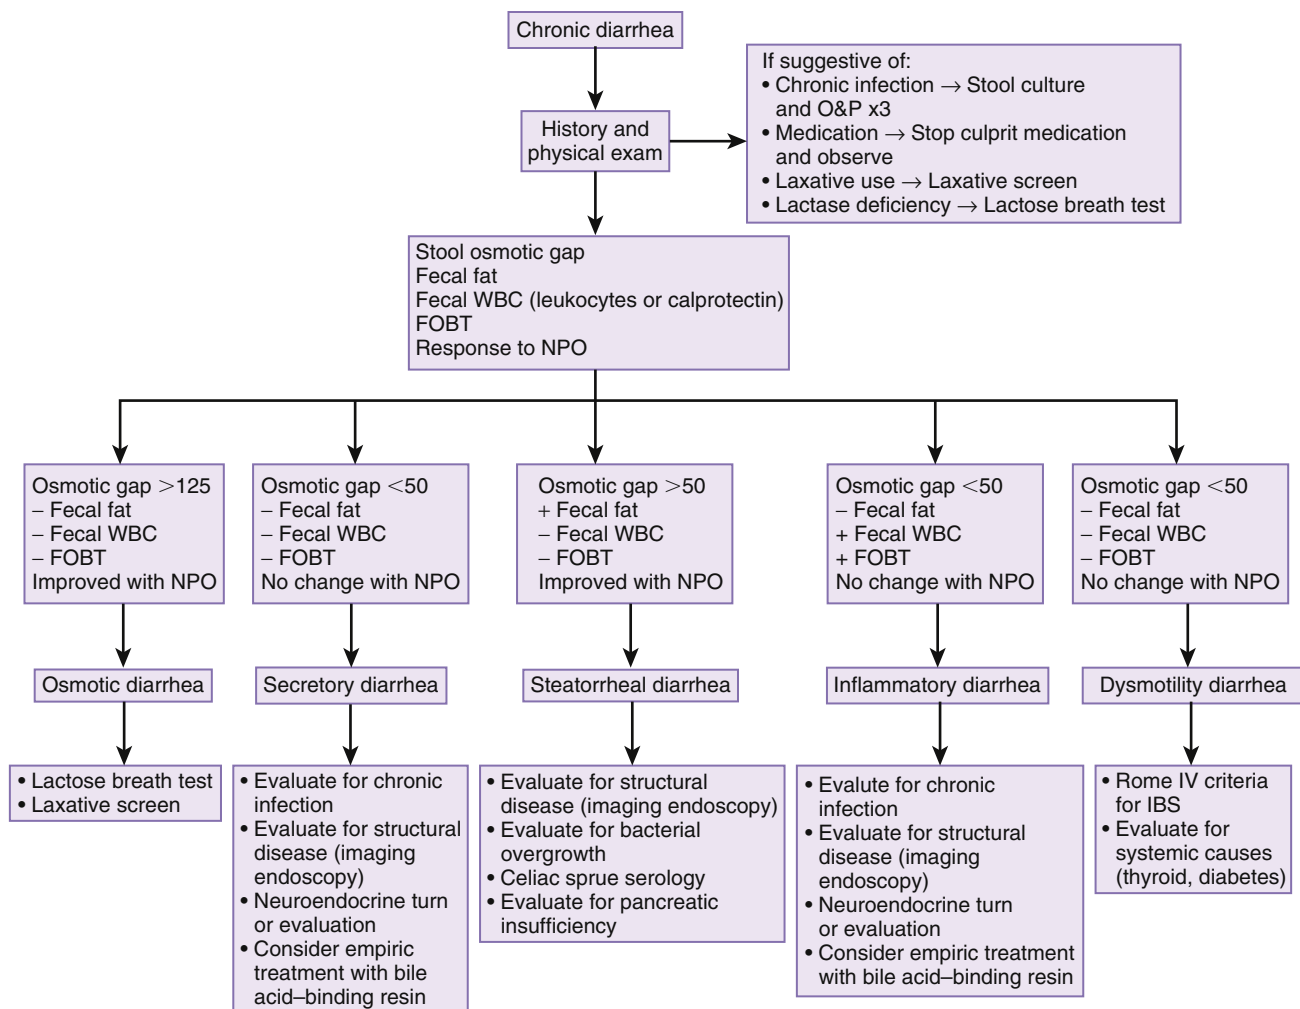 Chronic diarrhea
History and
physical exam
If suggestive of:
• Chronic infection → Stool culture
and O&P x3
• Medication → Stop culprit medication
and observe
• Laxative use → Laxative screen
• Lactase deficiency → Lactose breath test
Stool osmotic gap
Fecal fat
Fecal WBC (leukocytes or calprotectin)
FOBT
Response to NPO
Osmotic gap >125
– Fecal fat
– Fecal WBC
– FOBT
Improved with NPO
Osmotic gap <50
– Fecal fat
– Fecal WBC
– FOBT
No change with NPO
Osmotic gap >50
+ Fecal fat
– Fecal WBC
– FOBT
Improved with NPO
Osmotic gap <50
– Fecal fat
+ Fecal WBC
+ FOBT
No change with NPO
Osmotic gap <50
– Fecal fat
– Fecal WBC
– FOBT
No change with NPO
Osmotic diarrhea
Secretory diarrhea
Steatorrheal diarrhea
Inflammatory diarrhea
Dysmotility diarrhea
• Lactose breath test
• Laxative screen
• Evaluate for chronic
infection
• Evaluate for structural
disease (imaging
endoscopy)
• Neuroendocrine turn
or evaluation
• Consider empiric
treatment with bile
acid–binding resin
• Evaluate for structural
disease (imaging endoscopy)
• Evaluate for bacterial
overgrowth
• Celiac sprue serology
• Evaluate for pancreatic
insufficiency
• Evalute for chronic
infection
• Evaluate for structural
disease (imaging
endoscopy)
• Neuroendocrine turn
or evaluation
• Consider empiric treatment
with bile acid–binding resin
• Rome IV criteria
for IBS
• Evaluate for
systemic causes
(thyroid, diabetes)